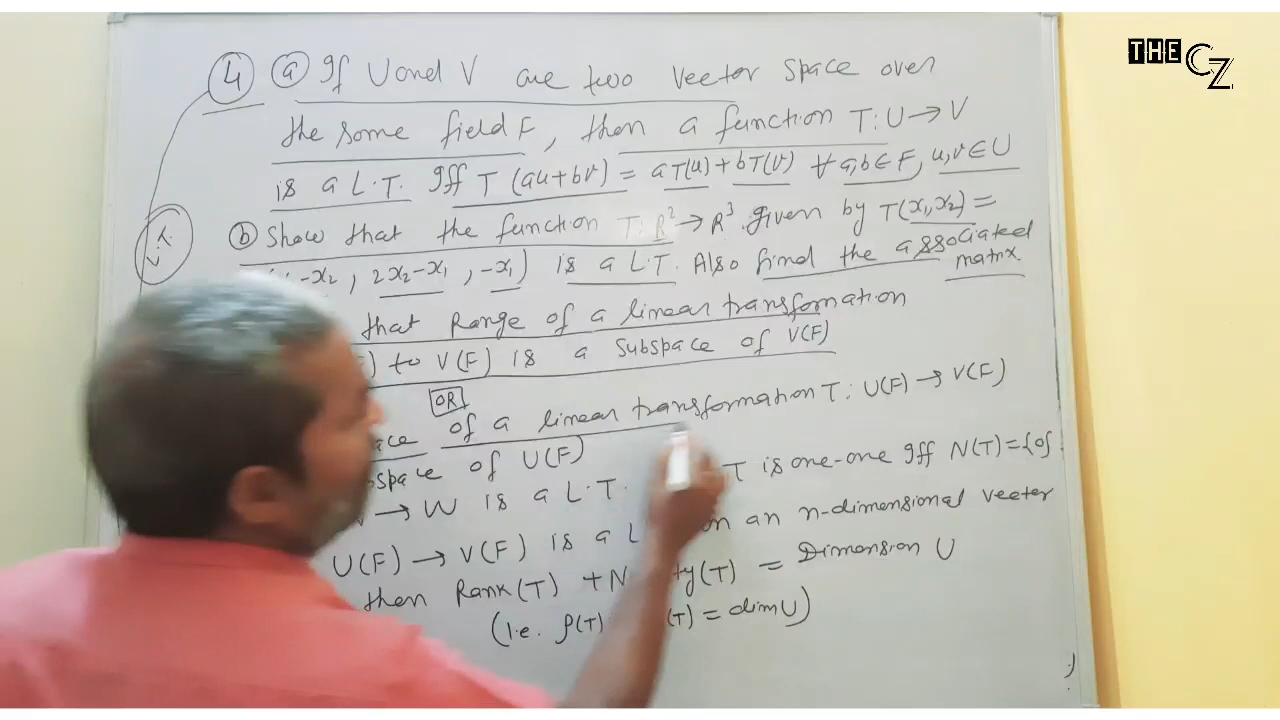 THE CZ
4 a If U and V are two vector space over
the same field F, then a function T: U → V
is a L.T. Iff T (au+bv) = aT(u) + bT(v) ∀ a,b ∈ F, u,v ∈ U
b Show that the function T: R² → R³ given by T(x₁,x₂) =
-x₂, 2x₂-x₁, -x₁) is a L.T. Also find the associated
matrix
that Range of a linear transformation
) to V(F) is a subspace of V(F)
OR
of a linear transformation T: U(F) → V(F)
of U(F)
→ W is a L.T. T is one-one Iff N(T) = {0}
U(F) → V(F) is a L on an n-dimensional vector
then Rank(T) + N ty(T) = Dimension U
(i.e. ρ(T) (T) = dim U)